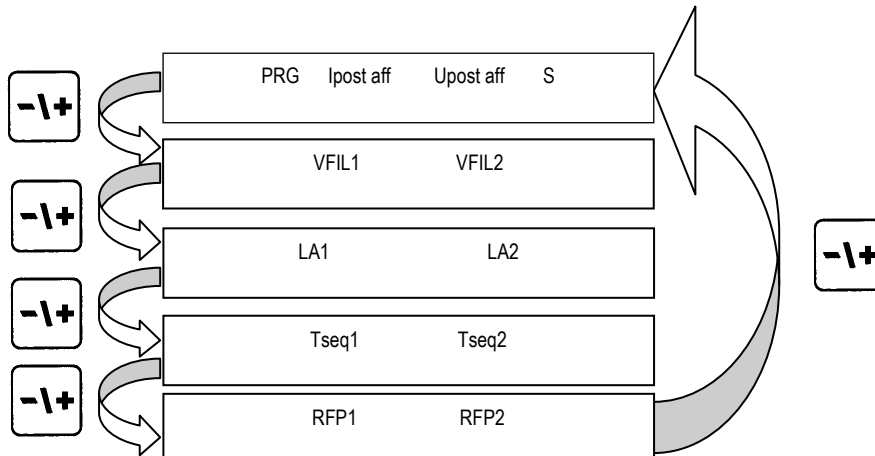 PRG Ipost aff Upost aff S
-\+
VFIL1 VFIL2
-\+
LA1 LA2
-\+
-\+
Tseq1 Tseq2
-\+
RFP1 RFP2